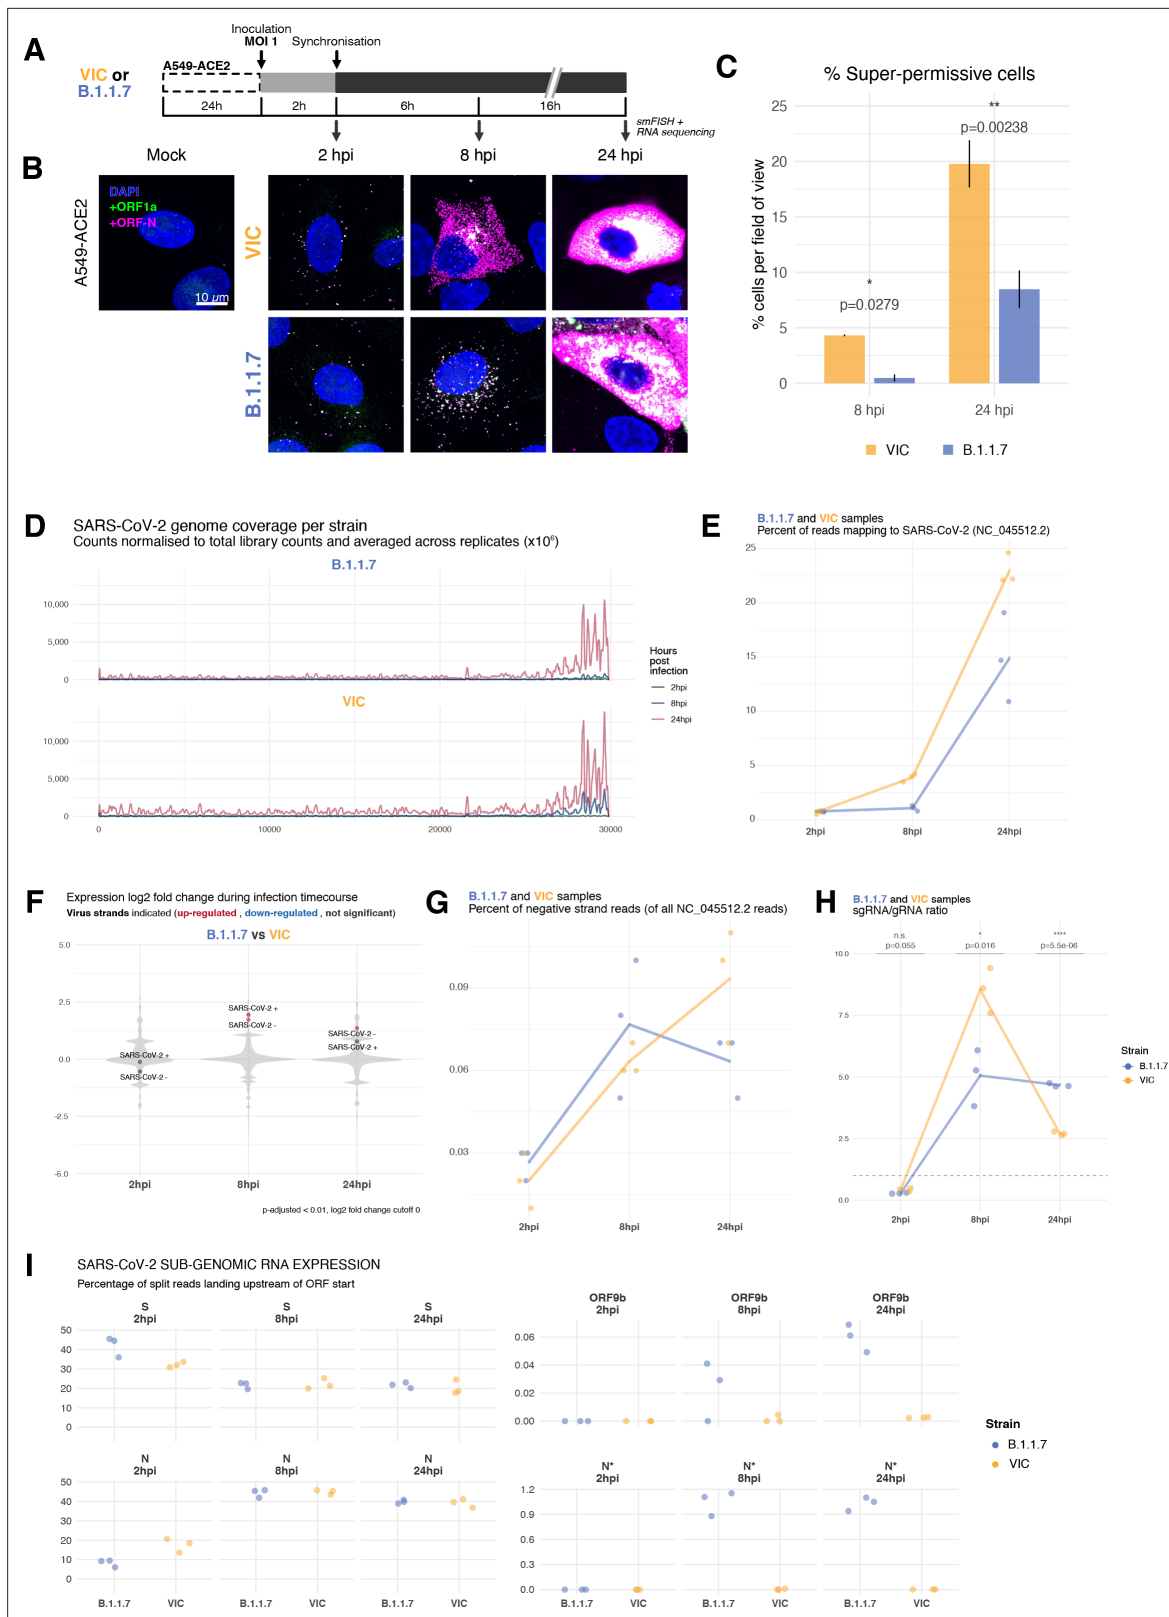 A
Inoculation
MOI 1
Synchronisation
A549-ACE2
VIC or
B.1.1.7
24h
2h
6h
16h
smFISH +
RNA sequencing
B
Mock
2 hpi
8 hpi
24 hpi
A549-ACE2
DAPI
+ORF1a
+ORF-N
10 µm
VIC
B.1.1.7
C
% Super-permissive cells
% cells per field of view
25
20
15
10
5
0
*
p=0.0279
**
p=0.00238
8 hpi
24 hpi
VIC
B.1.1.7
D
SARS-CoV-2 genome coverage per strain
Counts normalised to total library counts and averaged across replicates (x10⁶)
B.1.1.7
10,000
5,000
0
VIC
10,000
5,000
0
0
10000
20000
30000
Hours
post
infection
2hpi
8hpi
24hpi
E
B.1.1.7 and VIC samples
Percent of reads mapping to SARS-CoV-2 (NC_045512.2)
25
20
15
10
5
0
2hpi
8hpi
24hpi
F
Expression log2 fold change during infection timecourse
Virus strands indicated (up-regulated , down-regulated , not significant)
B.1.1.7 vs VIC
5.0
2.5
0.0
-2.5
-5.0
SARS-CoV-2 +
SARS-CoV-2 -
SARS-CoV-2 +
SARS-CoV-2 -
SARS-CoV-2 -
SARS-CoV-2 +
2hpi
8hpi
24hpi
p-adjusted < 0.01, log2 fold change cutoff 0
G
B.1.1.7 and VIC samples
Percent of negative strand reads (of all NC_045512.2 reads)
0.09
0.06
0.03
2hpi
8hpi
24hpi
H
B.1.1.7 and VIC samples
sgRNA/gRNA ratio
n.s.
p=0.055
*
p=0.016
****
p=5.5e-06
10.0
7.5
5.0
2.5
0.0
2hpi
8hpi
24hpi
Strain
B.1.1.7
VIC
I
SARS-CoV-2 SUB-GENOMIC RNA EXPRESSION
Percentage of split reads landing upstream of ORF start
S
2hpi
S
8hpi
S
24hpi
50
40
30
20
10
0
ORF9b
2hpi
ORF9b
8hpi
ORF9b
24hpi
0.06
0.04
0.02
0.00
N
2hpi
N
8hpi
N
24hpi
50
40
30
20
10
0
B.1.1.7 VIC
B.1.1.7 VIC
B.1.1.7 VIC
N*
2hpi
N*
8hpi
N*
24hpi
1.2
0.9
0.6
0.3
0.0
B.1.1.7 VIC
B.1.1.7 VIC
B.1.1.7 VIC
Strain
B.1.1.7
VIC